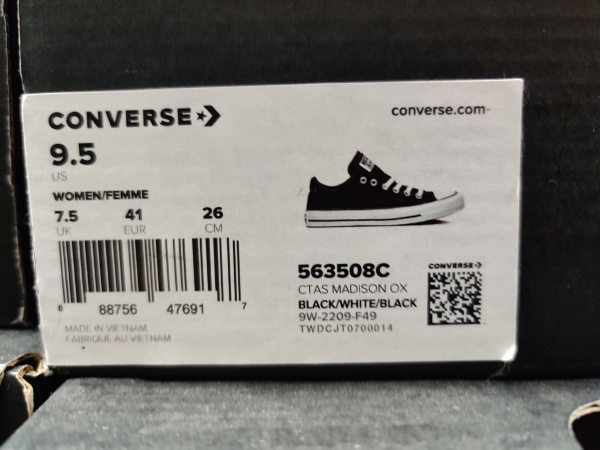 CONVERSE
converse.com
9.5
US
WOMEN/FEMME
7.5 41 26
UK EUR CM
8 88756 47691 7
MADE IN VIETNAM
FABRIQUE AU VIETNAM
563508C
CTAS MADISON OX
BLACK/WHITE/BLACK
9W-2209-F49
TWDCJT0700014
CONVERSE